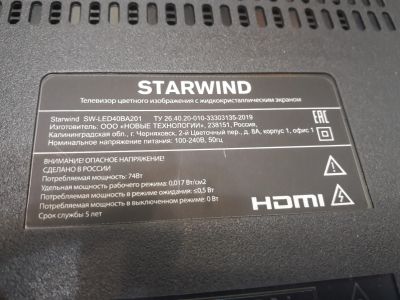 STARWIND
Телевизор цветного изображения с жидкокристаллическим экраном
Starwind SW-LED40BA201 ТУ 26.40.20-010-33303135-2019
Изготовитель: ООО «НОВЫЕ ТЕХНОЛОГИИ», 238151, Россия,
Калининградская обл., г. Черняховск, 2-й Цветочный пер., д. 8А, корпус 1, офис 1
Номинальное напряжение питания: 100-240В, 50гц
EAC
ВНИМАНИЕ! ОПАСНОЕ НАПРЯЖЕНИЕ!
СДЕЛАНО В РОССИИ
Потребляемая мощность: 74Вт
Удельная мощность рабочего режима: 0,017 Вт/см2
Потребляемая мощность в режиме ожидания: ≤0,5 Вт
Потребляемая мощность в выключенном режиме: 0 Вт
Срок службы 5 лет
HDMI